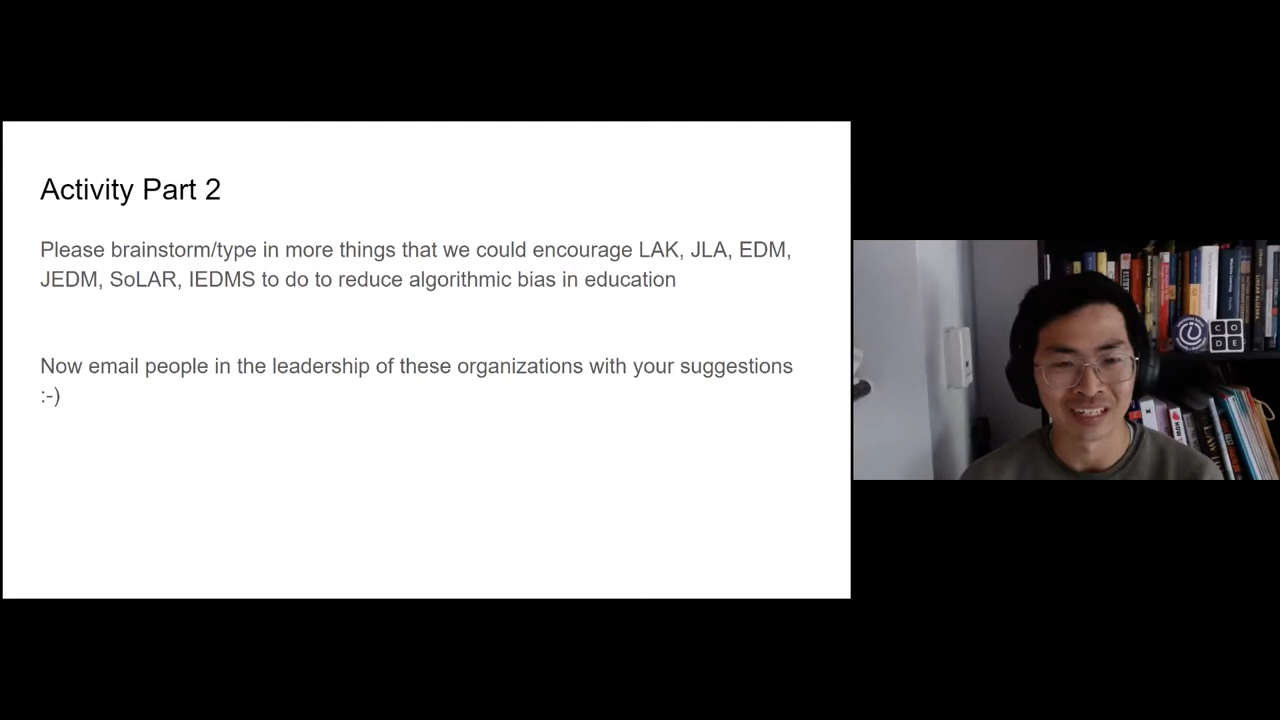 Activity Part 2
Please brainstorm/type in more things that we could encourage LAK, JLA, EDM,
JEDM, SoLAR, IEDMS to do to reduce algorithmic bias in education
Now email people in the leadership of these organizations with your suggestions
:-)
CO
DE